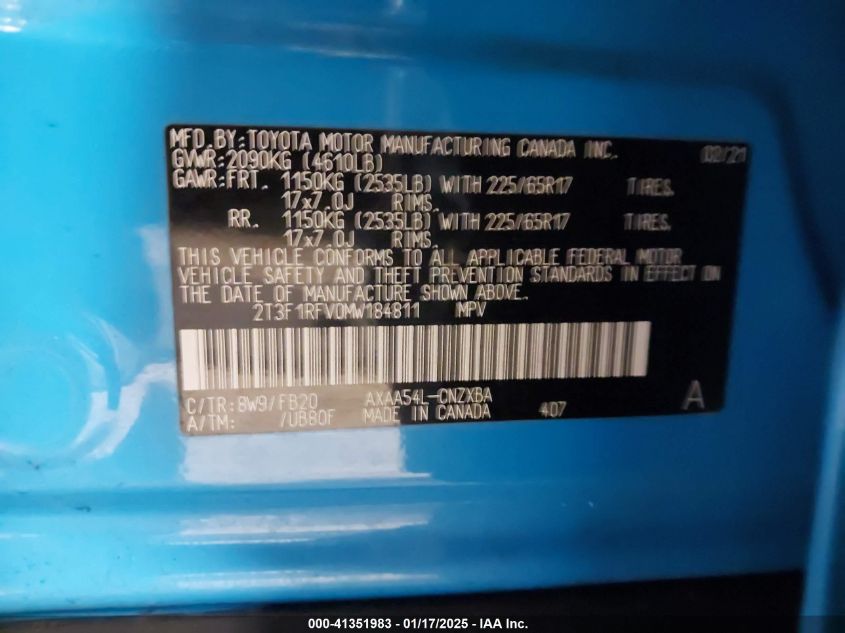 MFD. BY: TOYOTA MOTOR MANUFACTURING CANADA INC. 02/21
GVWR: 2090KG (4610LB)
GAWR: FRT. 1150KG (2535LB) WITH 225/65R17 TIRES.
17x7.0J RIMS.
RR. 1150KG (2535LB) WITH 225/65R17 TIRES.
17x7.0J RIMS.
THIS VEHICLE CONFORMS TO ALL APPLICABLE FEDERAL MOTOR
VEHICLE SAFETY AND THEFT PREVENTION STANDARDS IN EFFECT ON
THE DATE OF MANUFACTURE SHOWN ABOVE.
2T3F1RFV0MW184811 MPV
C/TR: 8W9/FB20 AXAA54L-CNZXBA A
A/TM: /UB80F MADE IN CANADA 407
000-41351983 - 01/17/2025 - IAA Inc.